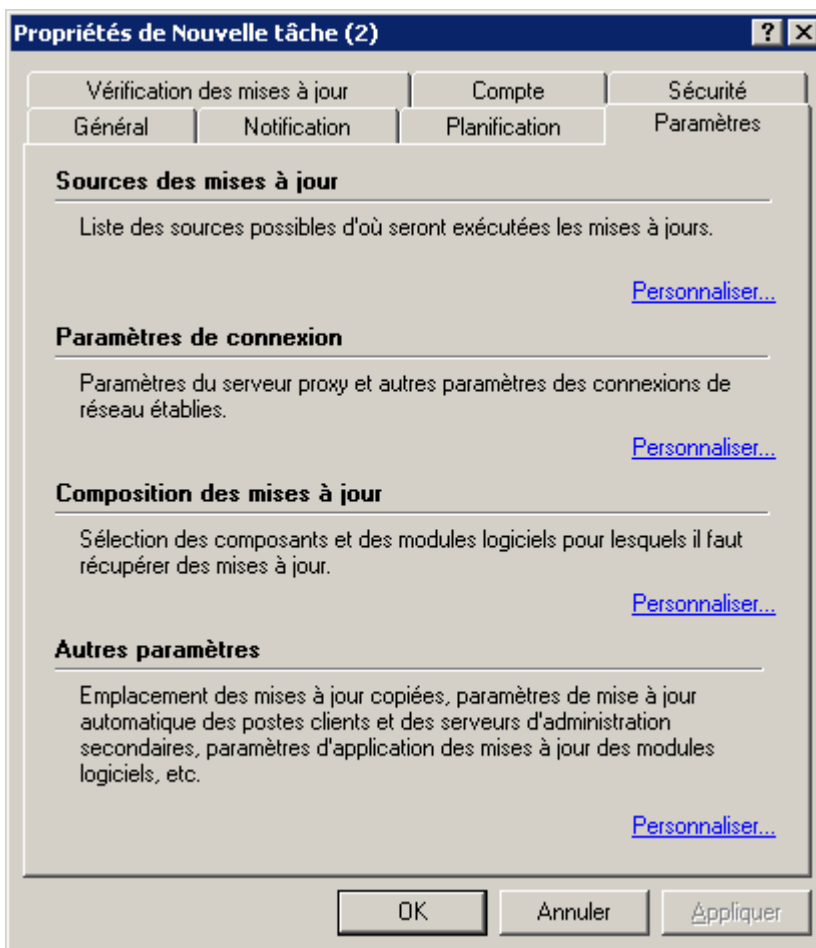 Propriétés de Nouvelle tâche (2)
Vérification des mises à jour Compte Sécurité
Général Notification Planification Paramètres
Sources des mises à jour
Liste des sources possibles d'où seront exécutées les mises à jours.
Personnaliser...
Paramètres de connexion
Paramètres du serveur proxy et autres paramètres des connexions de
réseau établies.
Personnaliser...
Composition des mises à jour
Sélection des composants et des modules logiciels pour lesquels il faut
récupérer des mises à jour.
Personnaliser...
Autres paramètres
Emplacement des mises à jour copiées, paramètres de mise à jour
automatique des postes clients et des serveurs d'administration
secondaires, paramètres d'application des mises à jour des modules
logiciels, etc.
Personnaliser...
OK Annuler Appliquer